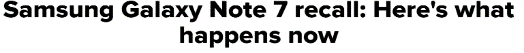 Samsung Galaxy Note 7 recall: Here's what
happens now